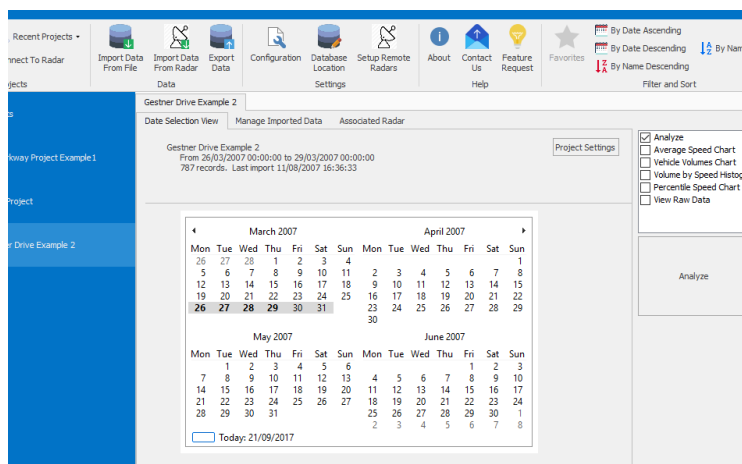 Recent Projects
Import Data From File
Import Data From Radar
Export Data
Configuration
Database Location
Setup Remote Radars
About
Contact Us
Feature Request
Favorites
By Date Ascending
By Date Descending
By Name Descending
nnect To Radar
Data
Settings
Help
Filter and Sort
Gestner Drive Example 2
Date Selection View Manage Imported Data Associated Radar
Gestner Drive Example 2
From 26/03/2007 00:00:00 to 29/03/2007 00:00:00
787 records. Last import 11/08/2007 16:36:33
Project Settings
rkway Project Example1
Project
er Drive Example 2
Analyze
Average Speed Chart
Vehicle Volumes Chart
Volume by Speed Histog
Percentile Speed Chart
View Raw Data
Analyze
March 2007
Mon Tue Wed Thu Fri Sat Sun
26 27 28 1 2 3 4
5 6 7 8 9 10 11
12 13 14 15 16 17 18
19 20 21 22 23 24 25
26 27 28 29 30 31
April 2007
Mon Tue Wed Thu Fri Sat Sun
1
2 3 4 5 6 7 8
9 10 11 12 13 14 15
16 17 18 19 20 21 22
23 24 25 26 27 28 29
30
May 2007
Mon Tue Wed Thu Fri Sat Sun
1 2 3 4 5 6
7 8 9 10 11 12 13
14 15 16 17 18 19 20
21 22 23 24 25 26 27
28 29 30 31
June 2007
Mon Tue Wed Thu Fri Sat Sun
1 2 3
4 5 6 7 8 9 10
11 12 13 14 15 16 17
18 19 20 21 22 23 24
25 26 27 28 29 30 1
2 3 4 5 6 7 8
Today: 21/09/2017